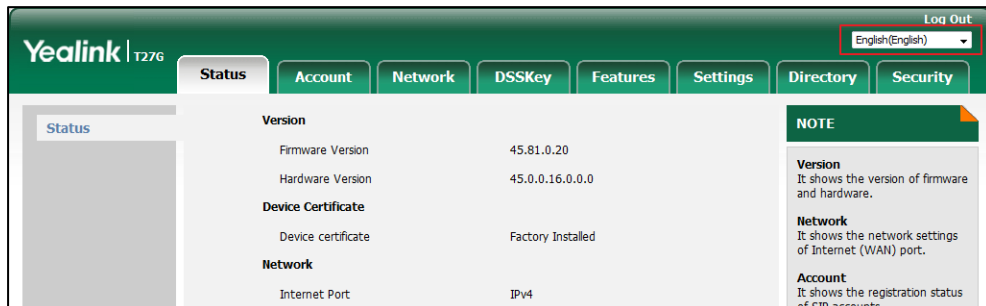 Log Out
English(English)
Yealink T27G
Status Account Network DSSKey Features Settings Directory Security
Status
Version
Firmware Version 45.81.0.20
Hardware Version 45.0.0.16.0.0.0
Device Certificate
Device certificate Factory Installed
Network
Internet Port IPv4
NOTE
Version
It shows the version of firmware
and hardware.
Network
It shows the network settings
of Internet (WAN) port.
Account
It shows the registration status
of SIP accounts.